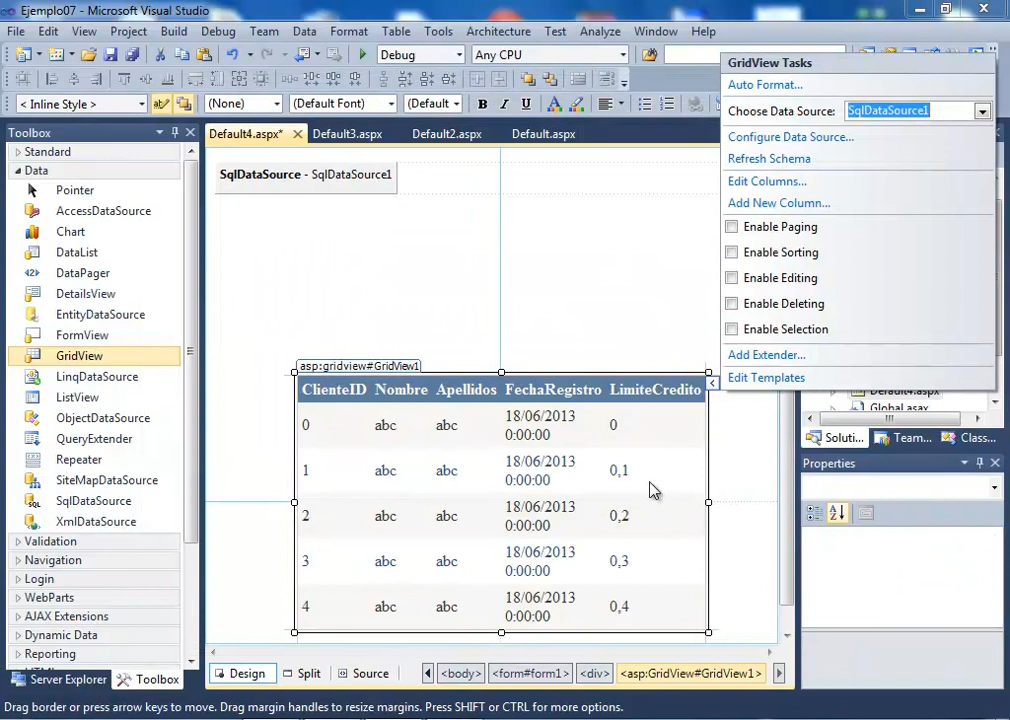 Ejemplo07 - Microsoft Visual Studio
File Edit View Project Build Debug Team Data Format Table Tools Architecture Test Analyze Window Help
Debug Any CPU
< Inline Style > (None) (Default Font) (Default B I U A
Toolbox
Standard
Data
Pointer
AccessDataSource
Chart
DataList
DataPager
DetailsView
EntityDataSource
FormView
GridView
LinqDataSource
ListView
ObjectDataSource
QueryExtender
Repeater
SiteMapDataSource
SqlDataSource
XmlDataSource
Validation
Navigation
Login
WebParts
AJAX Extensions
Dynamic Data
Reporting
Server Explorer Toolbox
Default4.aspx* Default3.aspx Default2.aspx Default.aspx
SqlDataSource - SqlDataSource1
asp:gridview#GridView1
ClienteID Nombre Apellidos FechaRegistro LimiteCredito
0 abc abc 18/06/2013 0:00:00 0
1 abc abc 18/06/2013 0:00:00 0,1
2 abc abc 18/06/2013 0:00:00 0,2
3 abc abc 18/06/2013 0:00:00 0,3
4 abc abc 18/06/2013 0:00:00 0,4
Design Split Source <body> <form#form1> <div> <asp:GridView#GridView1>
GridView Tasks
Auto Format...
Choose Data Source: SqlDataSource1
Configure Data Source...
Refresh Schema
Edit Columns...
Add New Column...
Enable Paging
Enable Sorting
Enable Editing
Enable Deleting
Enable Selection
Add Extender...
Edit Templates
Default4.aspx
Global.asax
Soluti... Team... Class...
Properties
Drag border or press arrow keys to move. Drag margin handles to resize margins. Press SHIFT or CTRL for more options.